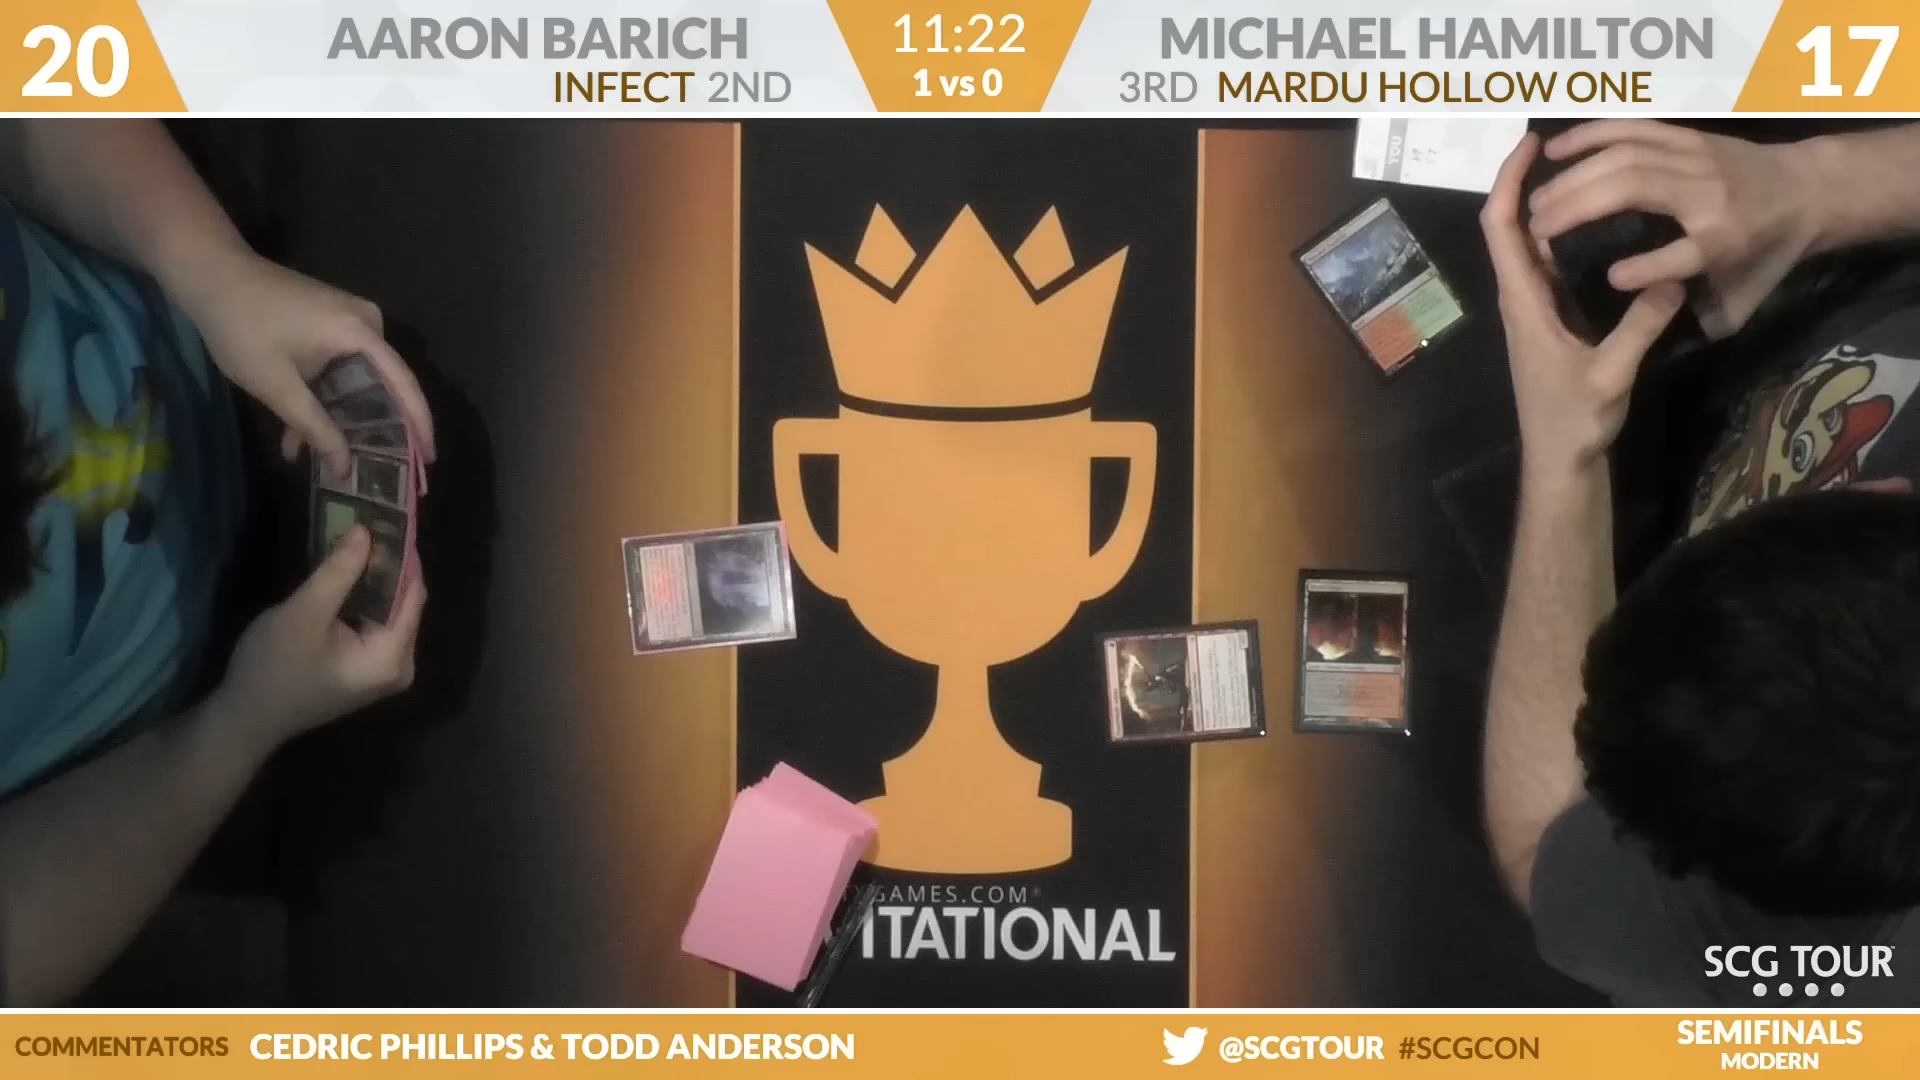 20
AARON BARICH
INFECT 2ND
11:22
1 vs 0
MICHAEL HAMILTON
3RD MARDU HOLLOW ONE
17
YOU
GAMES.COM
ITATIONAL
SCG TOUR
COMMENTATORS CEDRIC PHILLIPS & TODD ANDERSON
@SCGTOUR #SCGCON
SEMIFINALS
MODERN